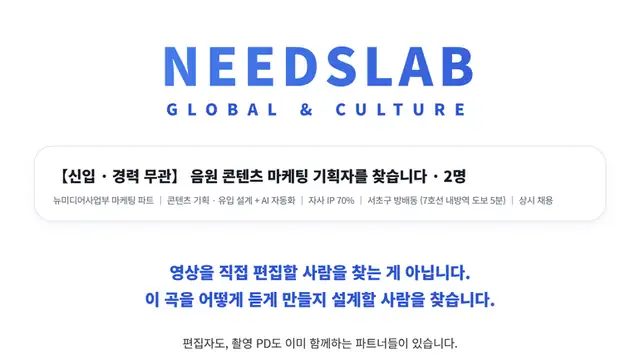 NEEDSLAB
GLOBAL & CULTURE
【신입 · 경력 무관】 음원 콘텐츠 마케팅 기획자를 찾습니다 · 2명
뉴미디어사업부 마케팅 파트 | 콘텐츠 기획 · 유입 설계 + AI 자동화 | 자사 IP 70% | 서초구 방배동 (7호선 내방역 도보 5분) | 상시 채용
영상을 직접 편집할 사람을 찾는 게 아닙니다.
이 곡을 어떻게 듣게 만들지 설계할 사람을 찾습니다.
편집자도, 촬영 PD도 이미 함께하는 파트너들이 있습니다.